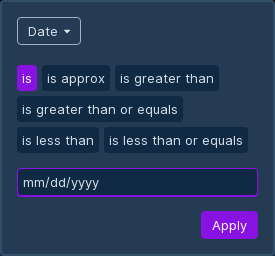 Date
is is approx is greater than
is greater than or equals
is less than is less than or equals
mm/dd/yyyy
Apply